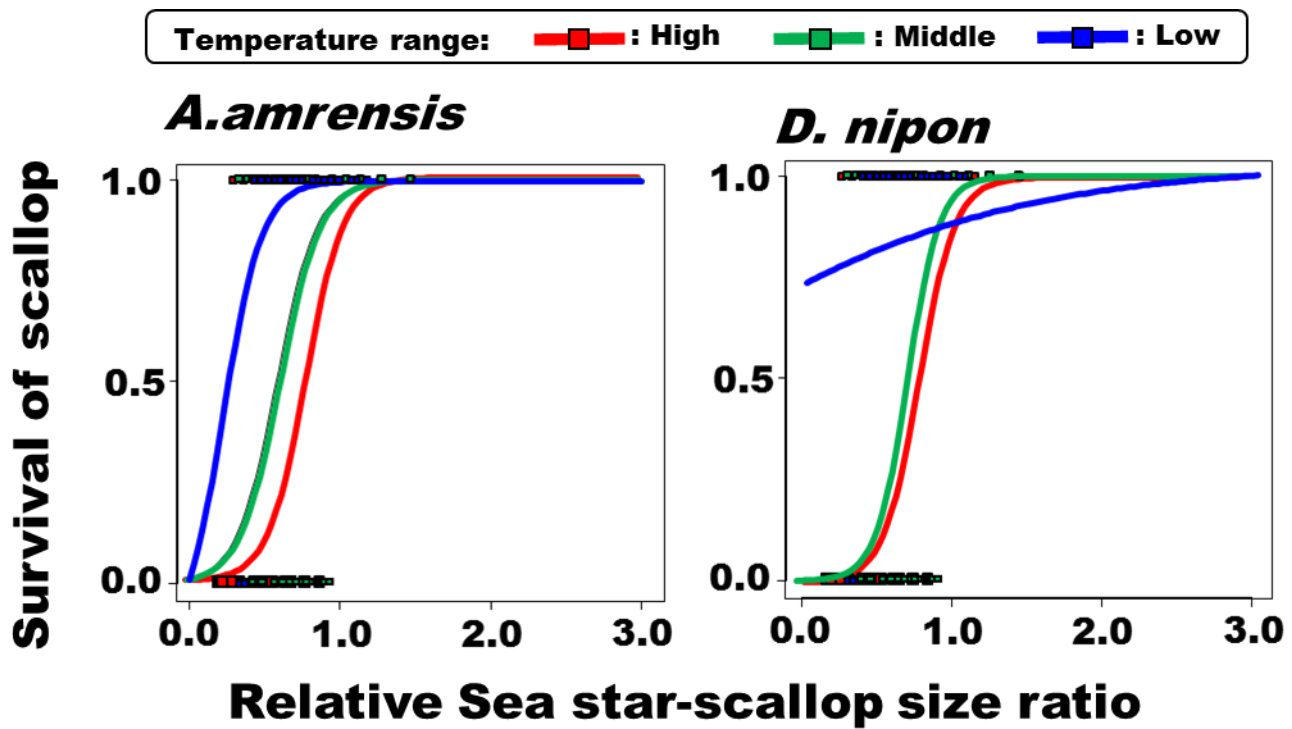 Temperature range: : High : Middle : Low
A.amrensis
D. nipon
Survival of scallop
1.0
0.5
0.0
0.0 1.0 2.0 3.0
1.0
0.5
0.0
0.0 1.0 2.0 3.0
Relative Sea star-scallop size ratio